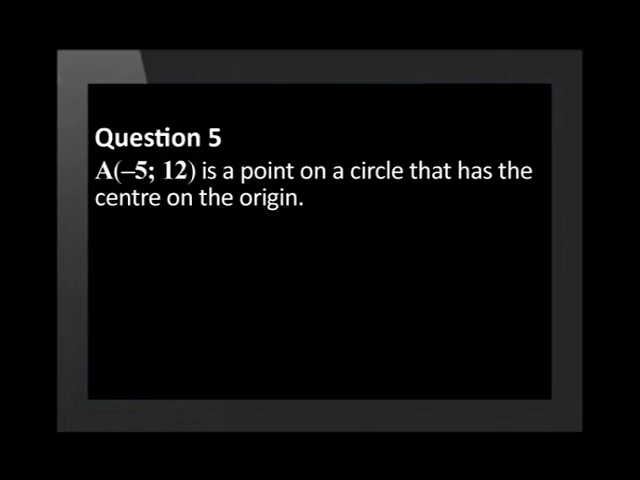 Question 5
A(–5; 12) is a point on a circle that has the
centre on the origin.